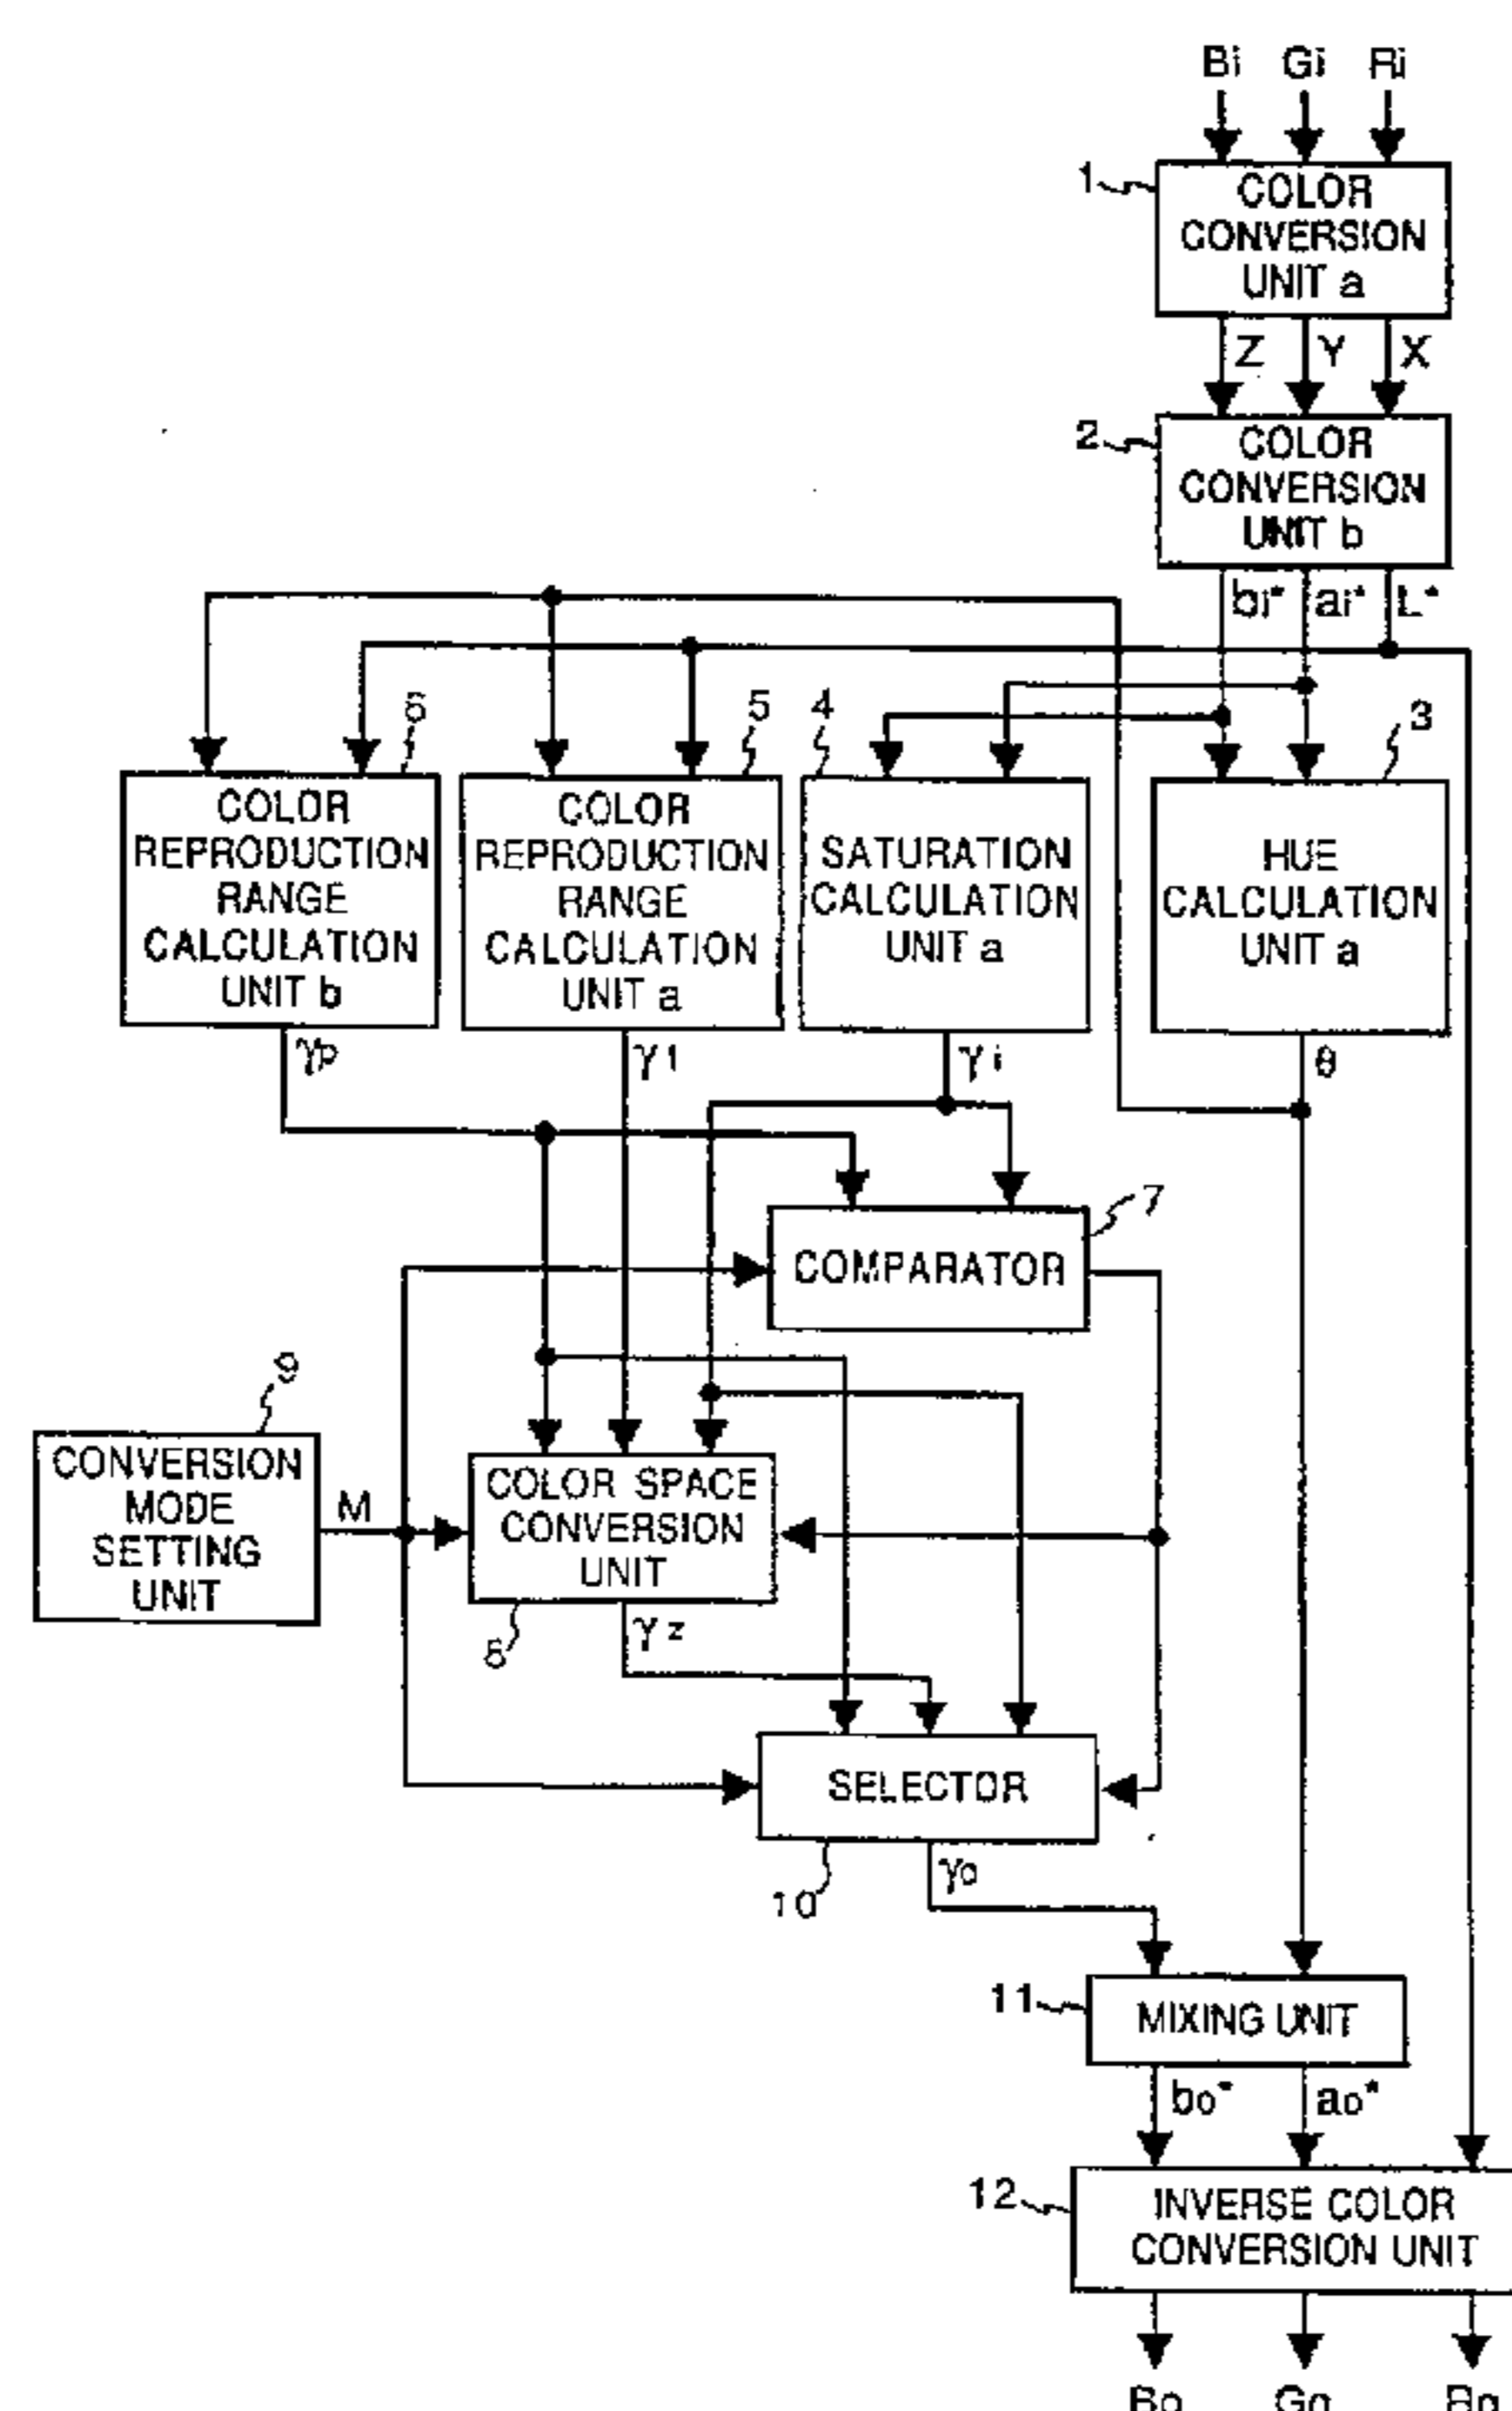 Bi Gi Ri
1
COLOR
CONVERSION
UNIT a
Z Y X
2
COLOR
CONVERSION
UNIT b
bi* ai* L*
6 5 4 3
COLOR
REPRODUCTION
RANGE
CALCULATION
UNIT b
COLOR
REPRODUCTION
RANGE
CALCULATION
UNIT a
SATURATION
CALCULATION
UNIT a
HUE
CALCULATION
UNIT a
γp γ1 γi θ
7
COMPARATOR
9
CONVERSION
MODE
SETTING
UNIT
M
COLOR SPACE
CONVERSION
UNIT
γz
SELECTOR
10
γo
11
MIXING UNIT
bo* ao*
12
INVERSE COLOR
CONVERSION UNIT
Bo Go Ro